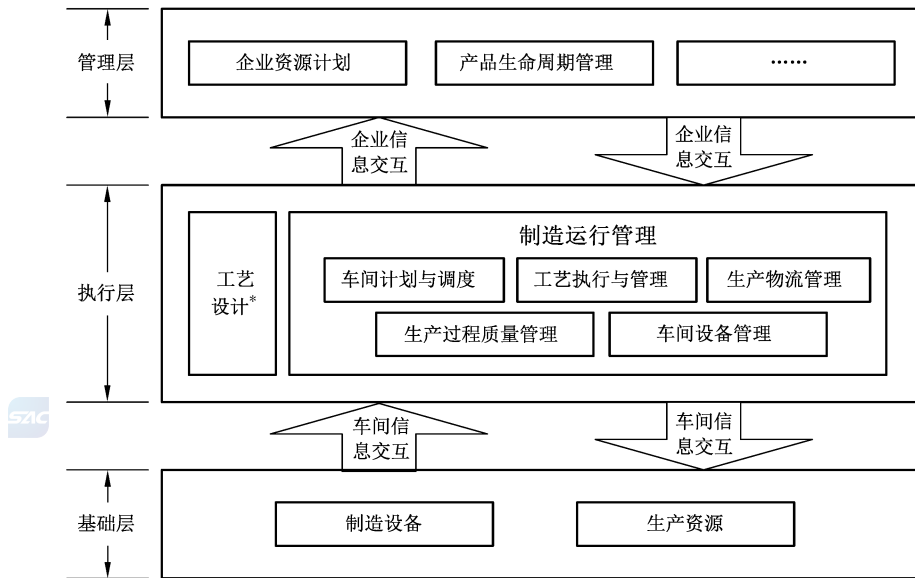 管理层
企业资源计划
产品生命周期管理
……
企业信
息交互
企业信
息交互
执行层
工艺
设计*
制造运行管理
车间计划与调度
工艺执行与管理
生产物流管理
生产过程质量管理
车间设备管理
SAC
车间信
息交互
车间信
息交互
基础层
制造设备
生产资源